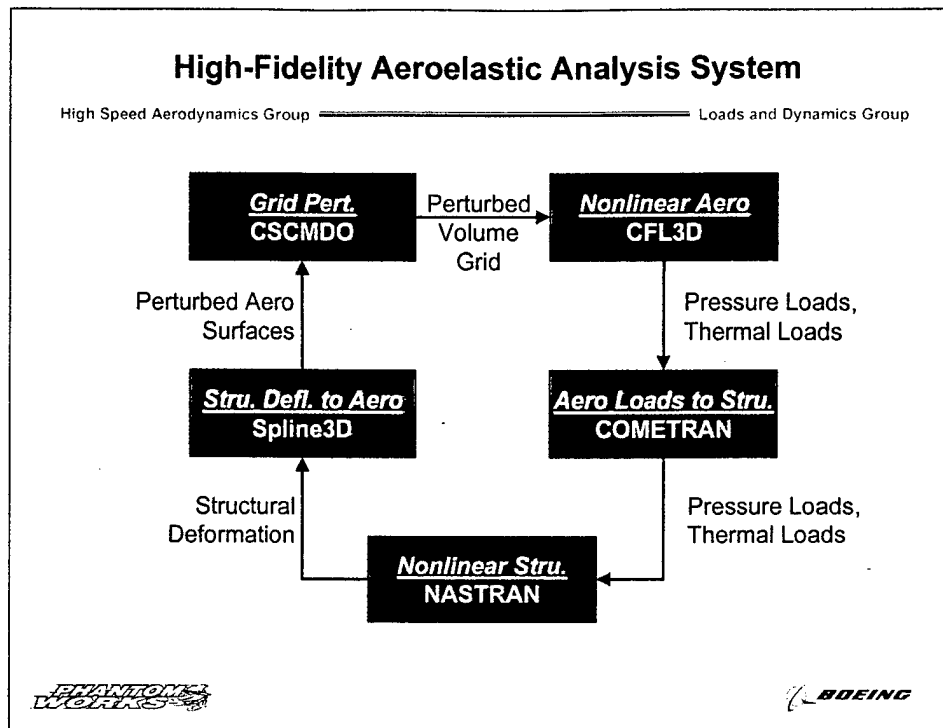 High-Fidelity Aeroelastic Analysis System
High Speed Aerodynamics Group
Loads and Dynamics Group
Grid Pert.
CSCMDO
Perturbed
Volume
Grid
Nonlinear Aero
CFL3D
Perturbed Aero
Surfaces
Pressure Loads,
Thermal Loads
Stru. Defl. to Aero
Spline3D
Aero Loads to Stru.
COMETRAN
Structural
Deformation
Pressure Loads,
Thermal Loads
Nonlinear Stru.
NASTRAN
PHANTOM
WORKS
BOEING